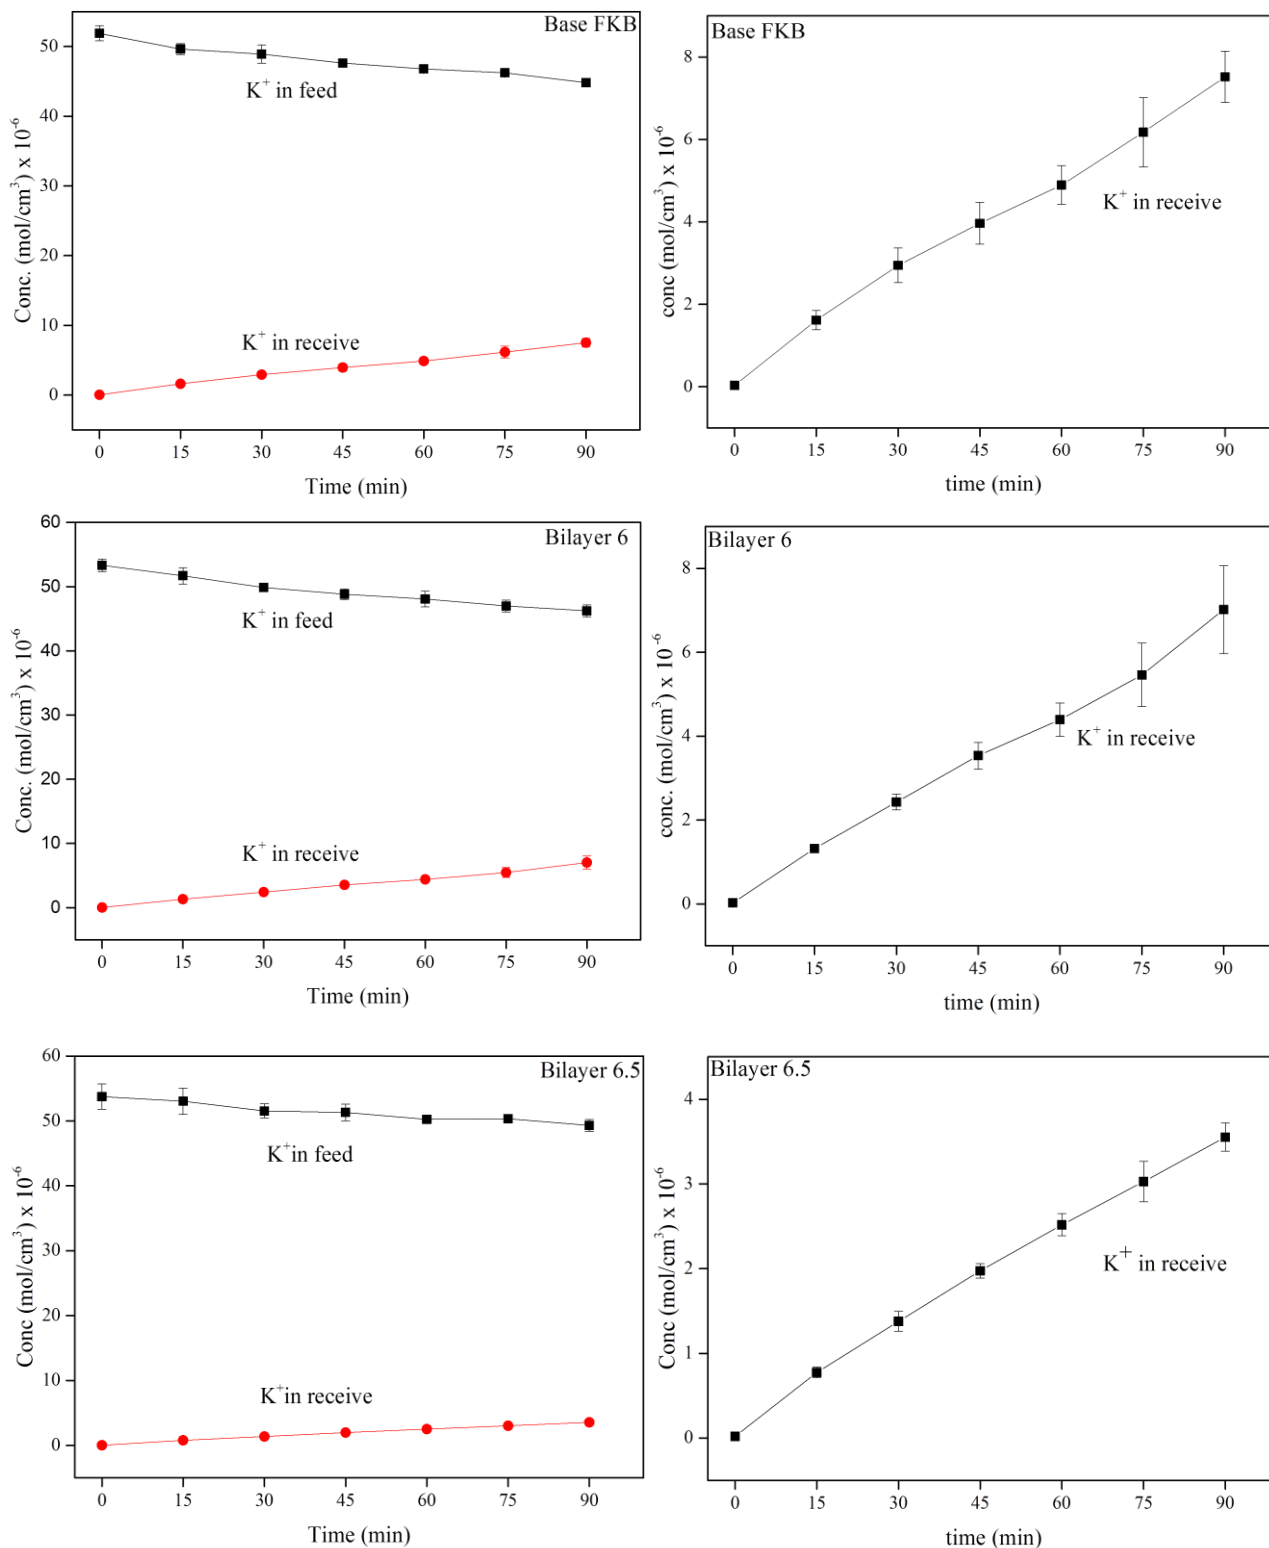 Base FKB
50
40
30
20
10
0
Conc. (mol/cm³) x 10⁻⁶
K⁺ in feed
K⁺ in receive
0 15 30 45 60 75 90
Time (min)
Base FKB
8
6
4
2
0
conc (mol/cm³) x 10⁻⁶
K⁺ in receive
0 15 30 45 60 75 90
time (min)
Bilayer 6
60
50
40
30
20
10
0
Conc. (mol/cm³) x 10⁻⁶
K⁺ in feed
K⁺ in receive
0 15 30 45 60 75 90
Time (min)
Bilayer 6
8
6
4
2
0
conc. (mol/cm³) x 10⁻⁶
K⁺ in receive
0 15 30 45 60 75 90
time (min)
Bilayer 6.5
60
50
40
30
20
10
0
Conc (mol/cm³) x 10⁻⁶
K⁺in feed
K⁺in receive
0 15 30 45 60 75 90
Time (min)
Bilayer 6.5
4
3
2
1
0
Conc (mol/cm³) x 10⁻⁶
K⁺ in receive
0 15 30 45 60 75 90
time (min)